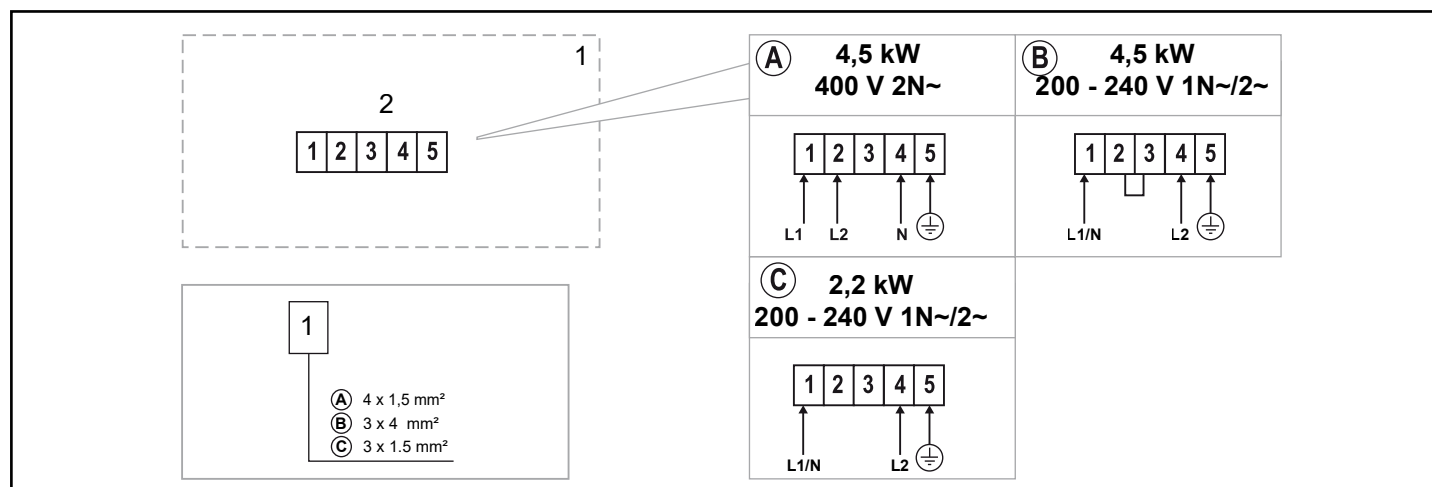 1
2
1 2 3 4 5
1
A 4 x 1,5 mm²
B 3 x 4 mm²
C 3 x 1.5 mm²
A 4,5 kW
400 V 2N~
1 2 3 4 5
L1 L2 N
B 4,5 kW
200 - 240 V 1N~/2~
1 2 3 4 5
L1/N L2
C 2,2 kW
200 - 240 V 1N~/2~
1 2 3 4 5
L1/N L2